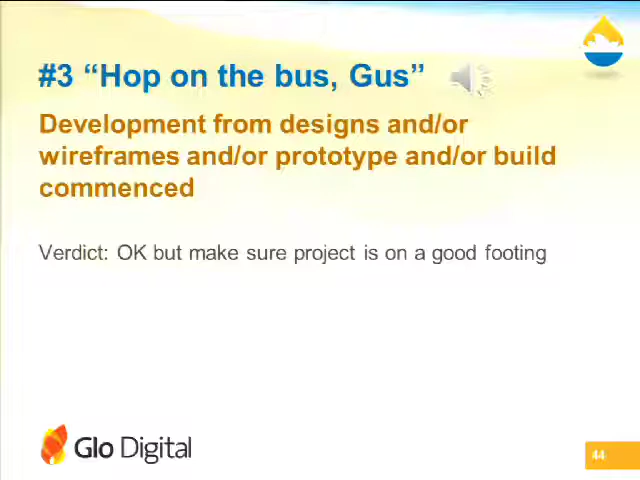 #3 “Hop on the bus, Gus”
Development from designs and/or
wireframes and/or prototype and/or build
commenced
Verdict: OK but make sure project is on a good footing
Glo Digital
44